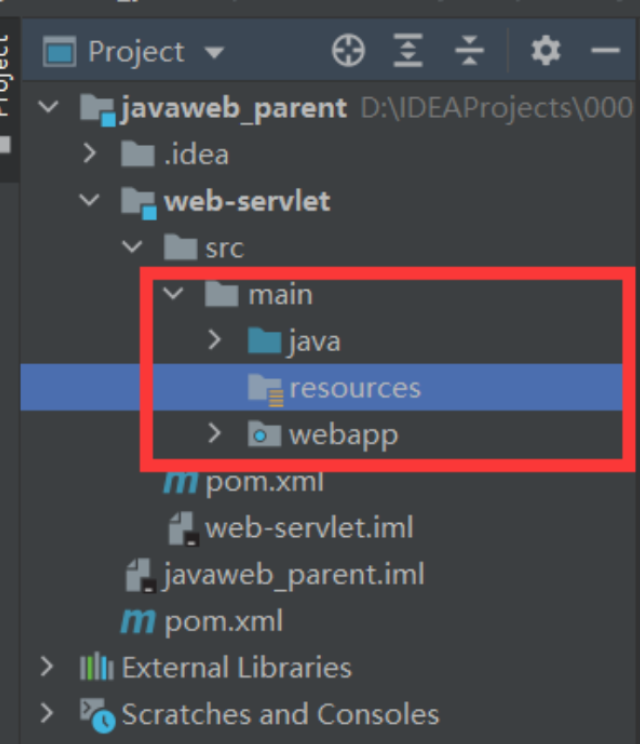 Project
Project
javaweb_parent D:\IDEAProjects\000
.idea
web-servlet
src
main
java
resources
webapp
pom.xml
web-servlet.iml
javaweb_parent.iml
pom.xml
External Libraries
Scratches and Consoles